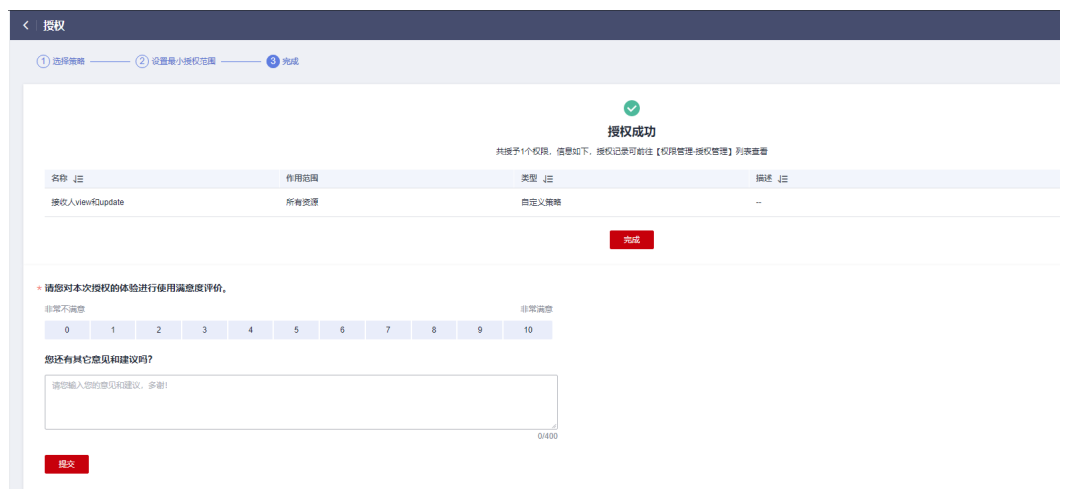 授权
1 选择策略 2 设置最小授权范围 3 完成
授权成功
共授予1个权限，信息如下，授权记录可前往【权限管理-授权管理】列表查看
名称 作用范围 类型 描述
接收人view和update 所有资源 自定义策略 --
完成
* 请您对本次授权的体验进行使用满意度评价。
非常不满意 非常满意
0 1 2 3 4 5 6 7 8 9 10
您还有其它意见和建议吗?
请您输入您的意见和建议，多谢!
0/400
提交